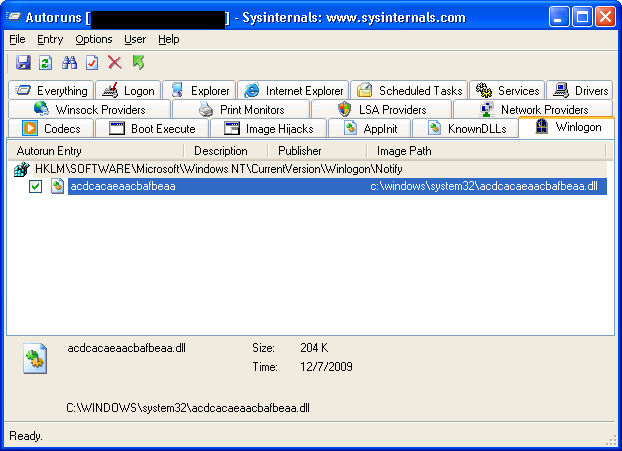 Autoruns [ ] - Sysinternals: www.sysinternals.com
File Entry Options User Help
Everything Logon Explorer Internet Explorer Scheduled Tasks Services Drivers
Winsock Providers Print Monitors LSA Providers Network Providers
Codecs Boot Execute Image Hijacks AppInit KnownDLLs Winlogon
Autorun Entry Description Publisher Image Path
HKLM\SOFTWARE\Microsoft\Windows NT\CurrentVersion\Winlogon\Notify
acdcacaeaacbafbeaa c:\windows\system32\acdcacaeaacbafbeaa.dll
acdcacaeaacbafbeaa.dll Size: 204 K
Time: 12/7/2009
C:\WINDOWS\system32\acdcacaeaacbafbeaa.dll
Ready.